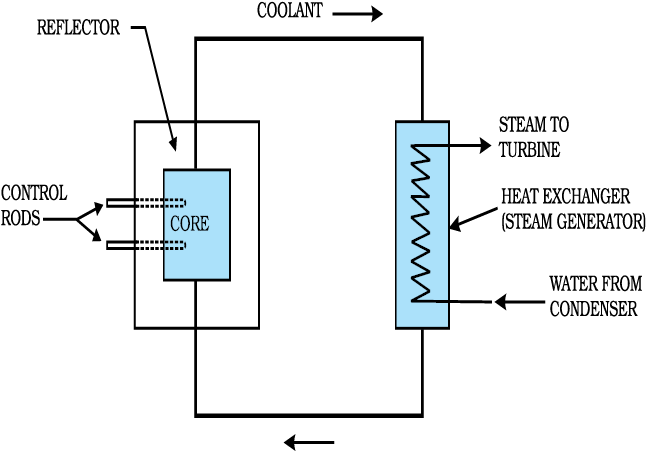 COOLANT
REFLECTOR
STEAM TO
TURBINE
CONTROL
RODS
CORE
HEAT EXCHANGER
(STEAM GENERATOR)
WATER FROM
CONDENSER